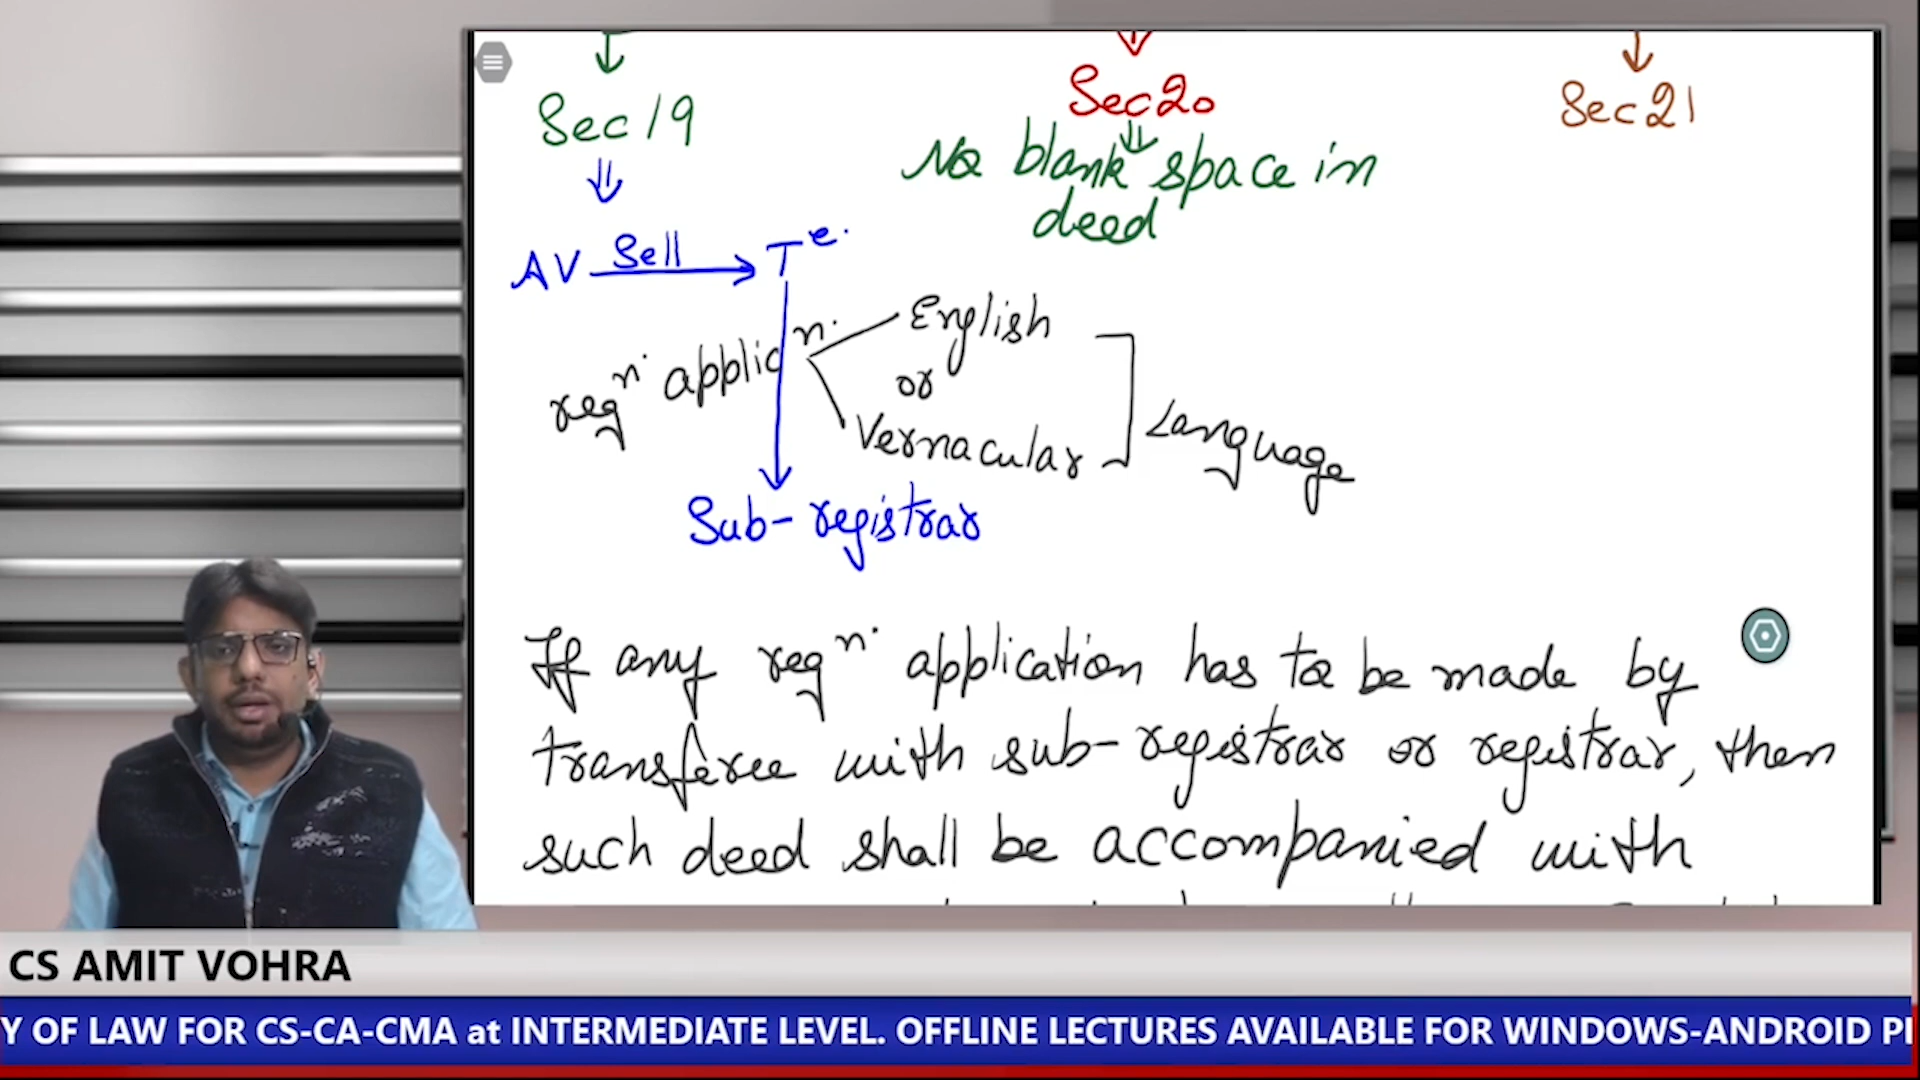 Sec 19
Sec 20
Sec 21
No blank space in
deed
AV Sell Tᵉ.
regⁿ· applicⁿ·
English
or
Vernacular
Language
Sub-registrar
If any regⁿ· application has to be made by
transferee with sub-registrar or registrar, then
such deed shall be accompanied with
CS AMIT VOHRA
Y OF LAW FOR CS-CA-CMA at INTERMEDIATE LEVEL. OFFLINE LECTURES AVAILABLE FOR WINDOWS-ANDROID